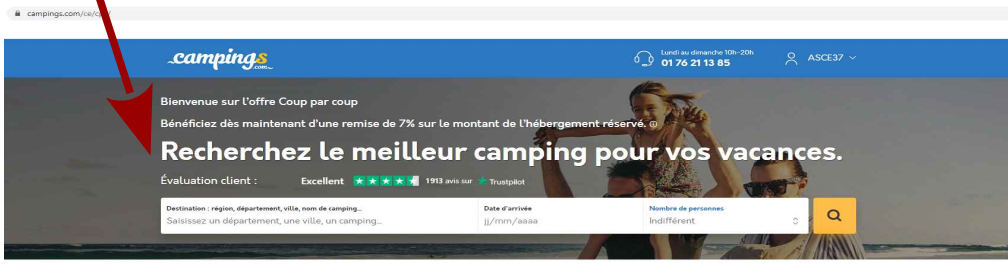 campings.com/ce/cpc/
campings.com
Lundi au dimanche 10h-20h
01 76 21 13 85
ASCE37
Bienvenue sur l'offre Coup par coup
Bénéficiez dès maintenant d'une remise de 7% sur le montant de l'hébergement réservé.
Recherchez le meilleur camping pour vos vacances.
Évaluation client : Excellent 1913 avis sur Trustpilot
Destination : région, département, ville, nom de camping...
Saisissez un département, une ville, un camping...
Date d'arrivée
jj/mm/aaaa
Nombre de personnes
Indifférent